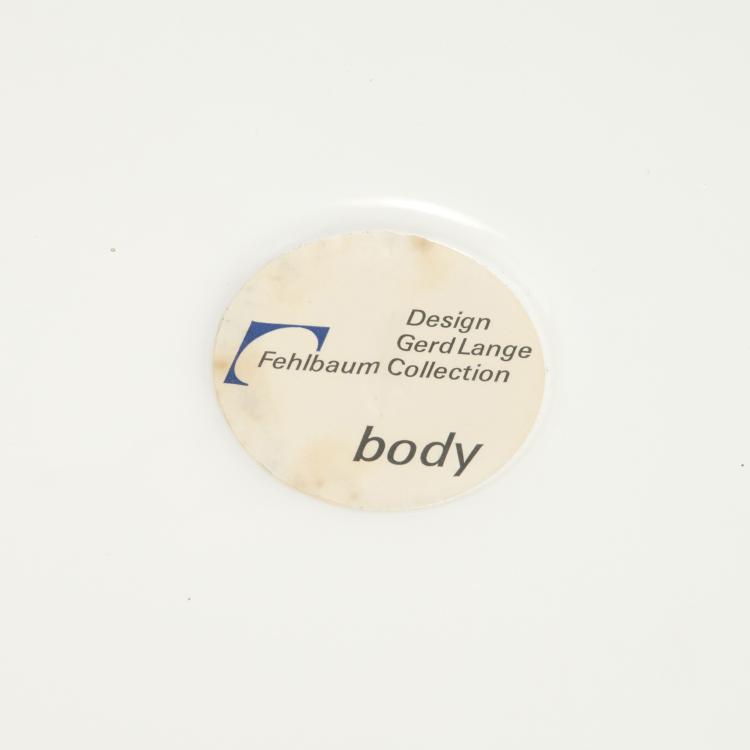 Design
Gerd Lange
Fehlbaum Collection
body